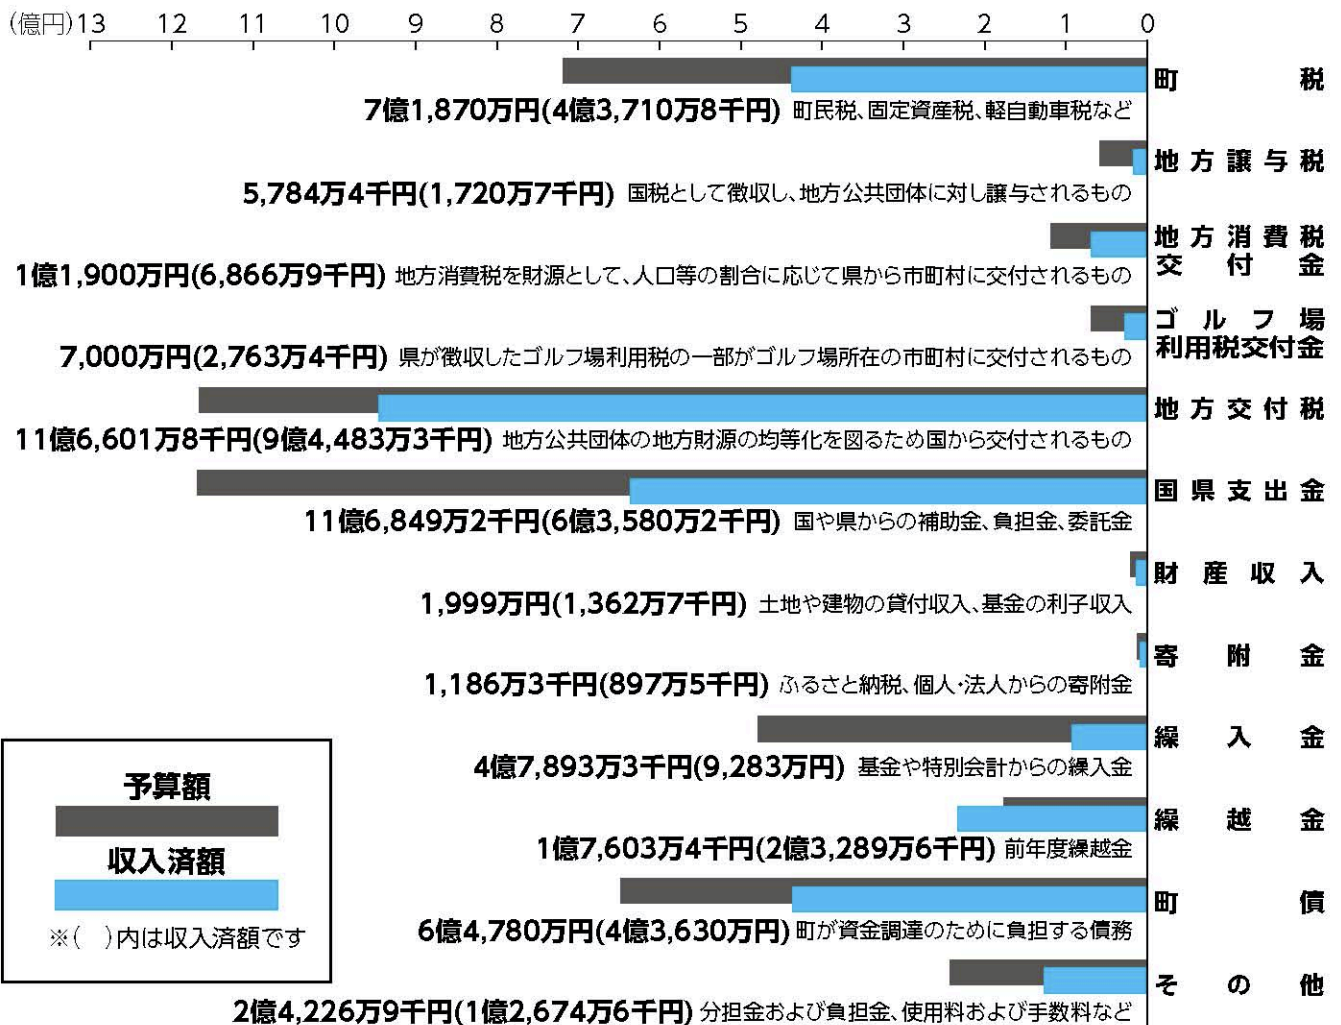 (億円) 13 12 11 10 9 8 7 6 5 4 3 2 1 0
町税
7億1,870万円(4億3,710万8千円) 町民税、固定資産税、軽自動車税など
地方譲与税
5,784万4千円(1,720万7千円) 国税として徴収し、地方公共団体に対し譲与されるもの
地方消費税
交付金
1億1,900万円(6,866万9千円) 地方消費税を財源として、人口等の割合に応じて県から市町村に交付されるもの
ゴルフ場
利用税交付金
7,000万円(2,763万4千円) 県が徴収したゴルフ場利用税の一部がゴルフ場所在の市町村に交付されるもの
地方交付税
11億6,601万8千円(9億4,483万3千円) 地方公共団体の地方財源の均等化を図るため国から交付されるもの
国県支出金
11億6,849万2千円(6億3,580万2千円) 国や県からの補助金、負担金、委託金
財産収入
1,999万円(1,362万7千円) 土地や建物の貸付収入、基金の利子収入
寄附金
1,186万3千円(897万5千円) ふるさと納税、個人・法人からの寄附金
繰入金
4億7,893万3千円(9,283万円) 基金や特別会計からの繰入金
繰越金
1億7,603万4千円(2億3,289万6千円) 前年度繰越金
町債
6億4,780万円(4億3,630万円) 町が資金調達のために負担する債務
その他
2億4,226万9千円(1億2,674万6千円) 分担金および負担金、使用料および手数料など
予算額
収入済額
※( )内は収入済額です